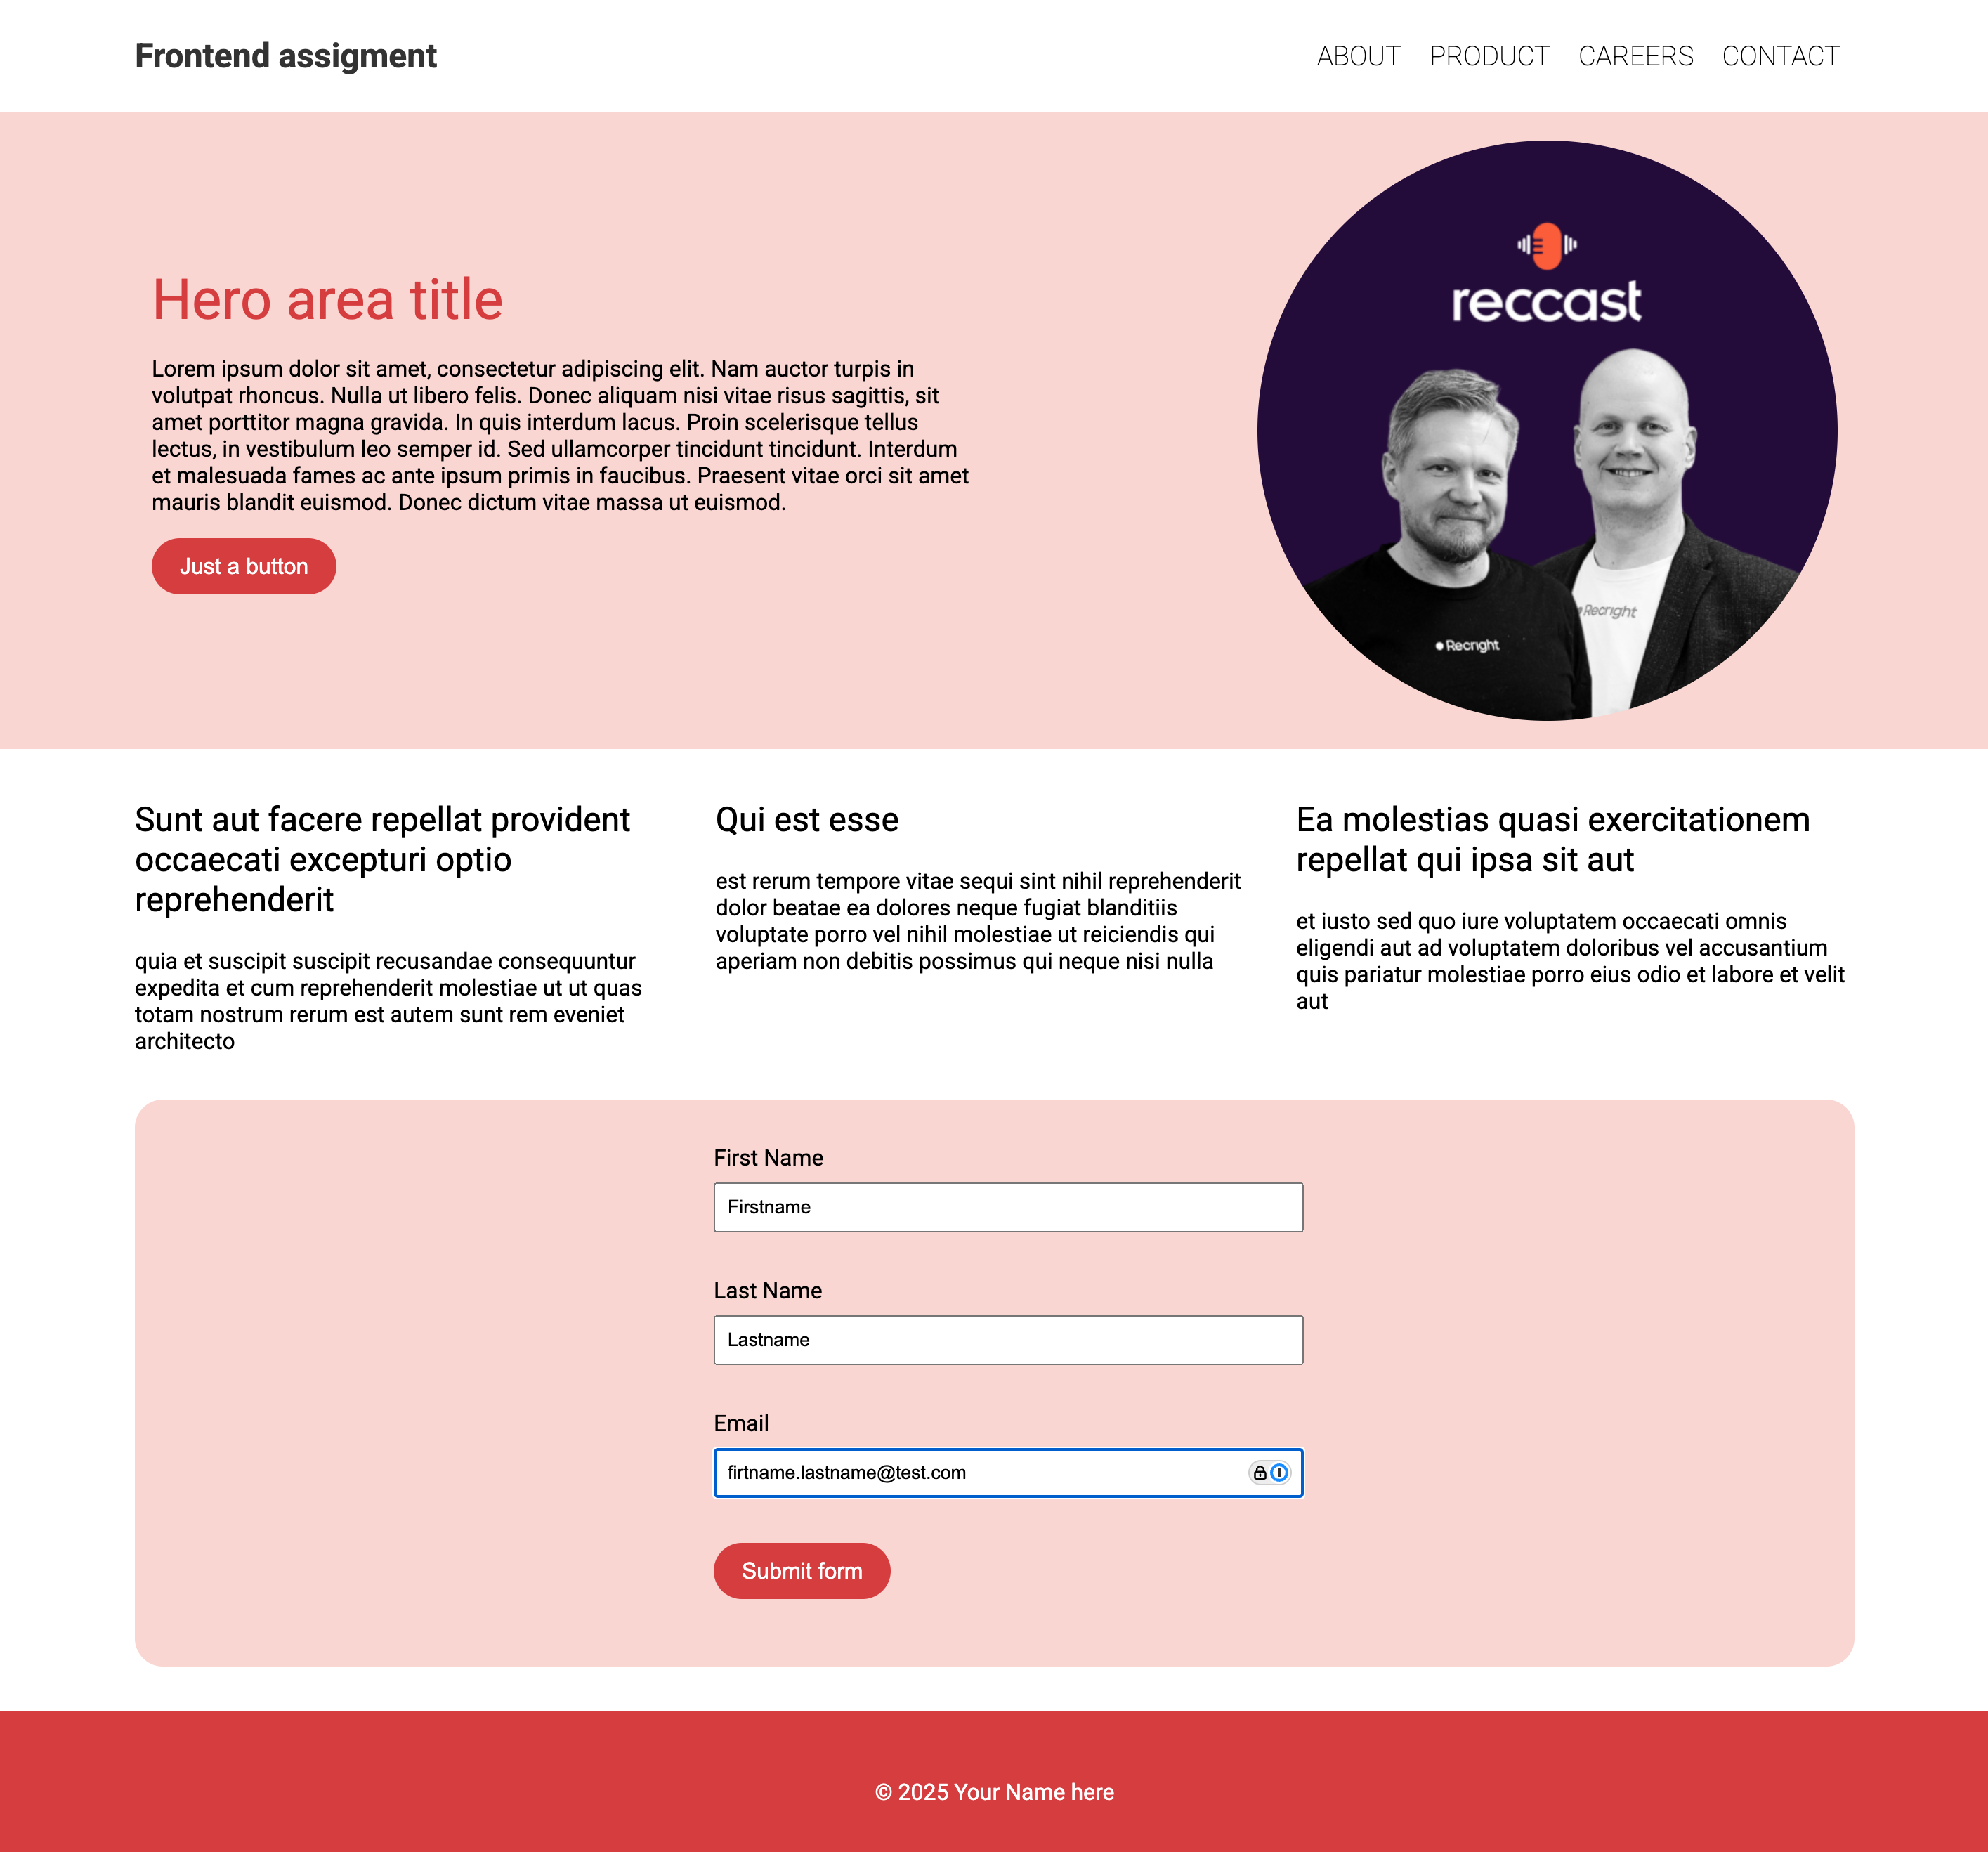 Frontend assigment
ABOUT PRODUCT CAREERS CONTACT
reccast
Hero area title
Lorem ipsum dolor sit amet, consectetur adipiscing elit. Nam auctor turpis in
volutpat rhoncus. Nulla ut libero felis. Donec aliquam nisi vitae risus sagittis, sit
amet porttitor magna gravida. In quis interdum lacus. Proin scelerisque tellus
lectus, in vestibulum leo semper id. Sed ullamcorper tincidunt tincidunt. Interdum
et malesuada fames ac ante ipsum primis in faucibus. Praesent vitae orci sit amet
mauris blandit euismod. Donec dictum vitae massa ut euismod.
Just a button
Recright
Recright
Sunt aut facere repellat provident
occaecati excepturi optio
reprehenderit
quia et suscipit suscipit recusandae consequuntur
expedita et cum reprehenderit molestiae ut ut quas
totam nostrum rerum est autem sunt rem eveniet
architecto
Qui est esse
est rerum tempore vitae sequi sint nihil reprehenderit
dolor beatae ea dolores neque fugiat blanditiis
voluptate porro vel nihil molestiae ut reiciendis qui
aperiam non debitis possimus qui neque nisi nulla
Ea molestias quasi exercitationem
repellat qui ipsa sit aut
et iusto sed quo iure voluptatem occaecati omnis
eligendi aut ad voluptatem doloribus vel accusantium
quis pariatur molestiae porro eius odio et labore et velit
aut
First Name
Firstname
Last Name
Lastname
Email
firtname.lastname@test.com
Submit form
© 2025 Your Name here